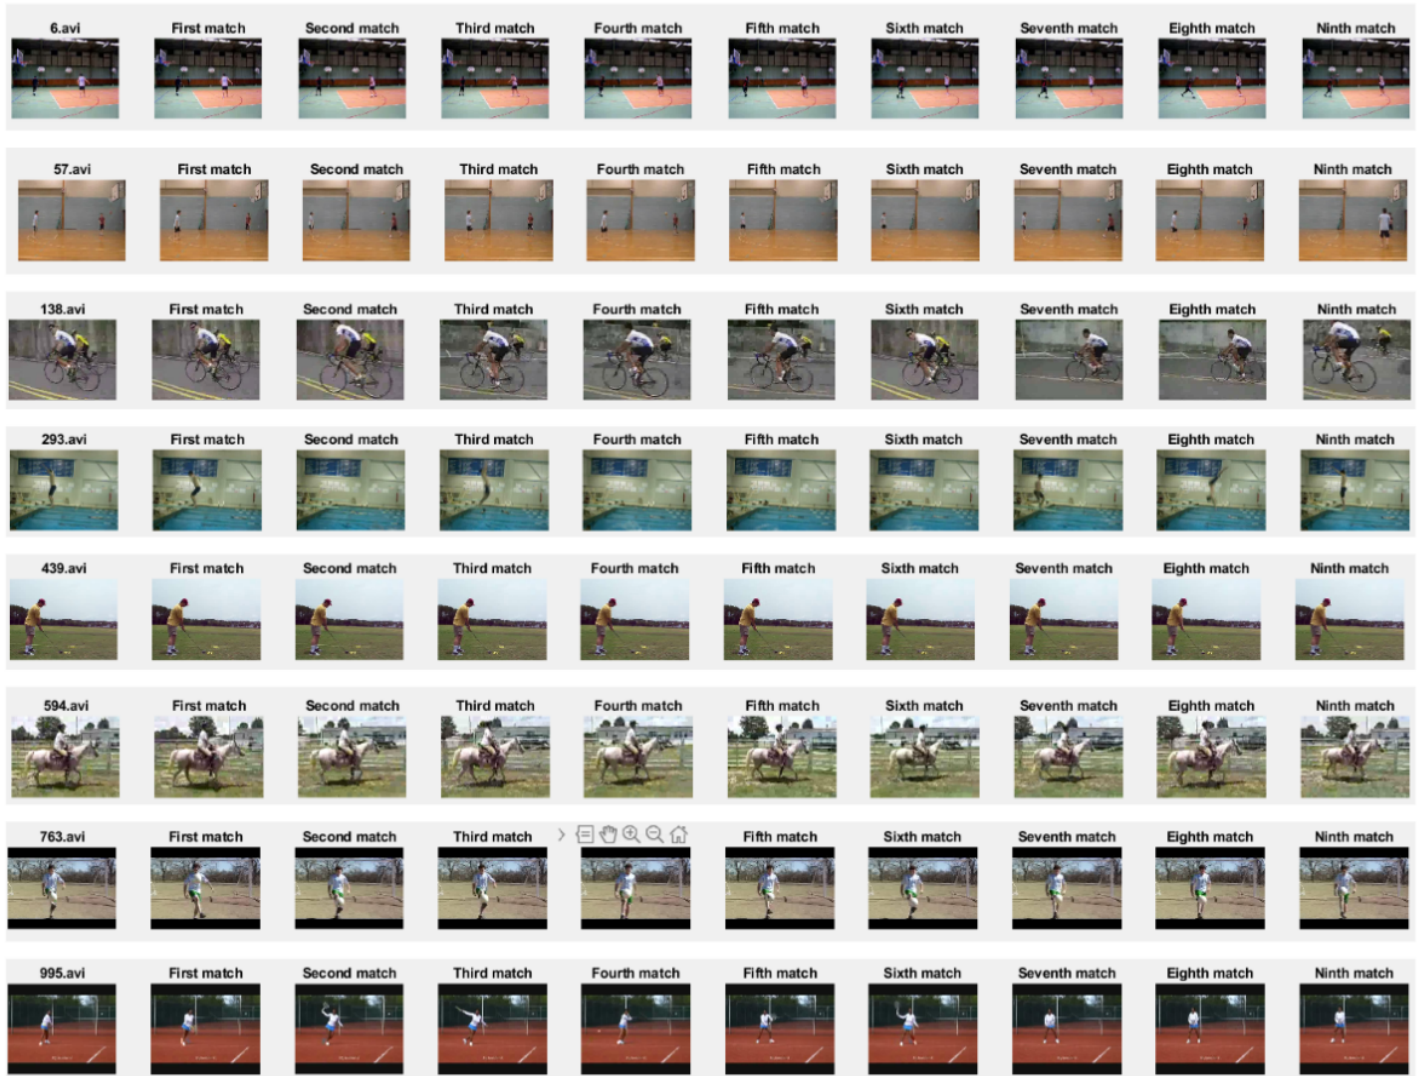 6.avi First match Second match Third match Fourth match Fifth match Sixth match Seventh match Eighth match Ninth match
57.avi First match Second match Third match Fourth match Fifth match Sixth match Seventh match Eighth match Ninth match
138.avi First match Second match Third match Fourth match Fifth match Sixth match Seventh match Eighth match Ninth match
293.avi First match Second match Third match Fourth match Fifth match Sixth match Seventh match Eighth match Ninth match
439.avi First match Second match Third match Fourth match Fifth match Sixth match Seventh match Eighth match Ninth match
594.avi First match Second match Third match Fourth match Fifth match Sixth match Seventh match Eighth match Ninth match
763.avi First match Second match Third match Fifth match Sixth match Seventh match Eighth match Ninth match
995.avi First match Second match Third match Fourth match Fifth match Sixth match Seventh match Eighth match Ninth match